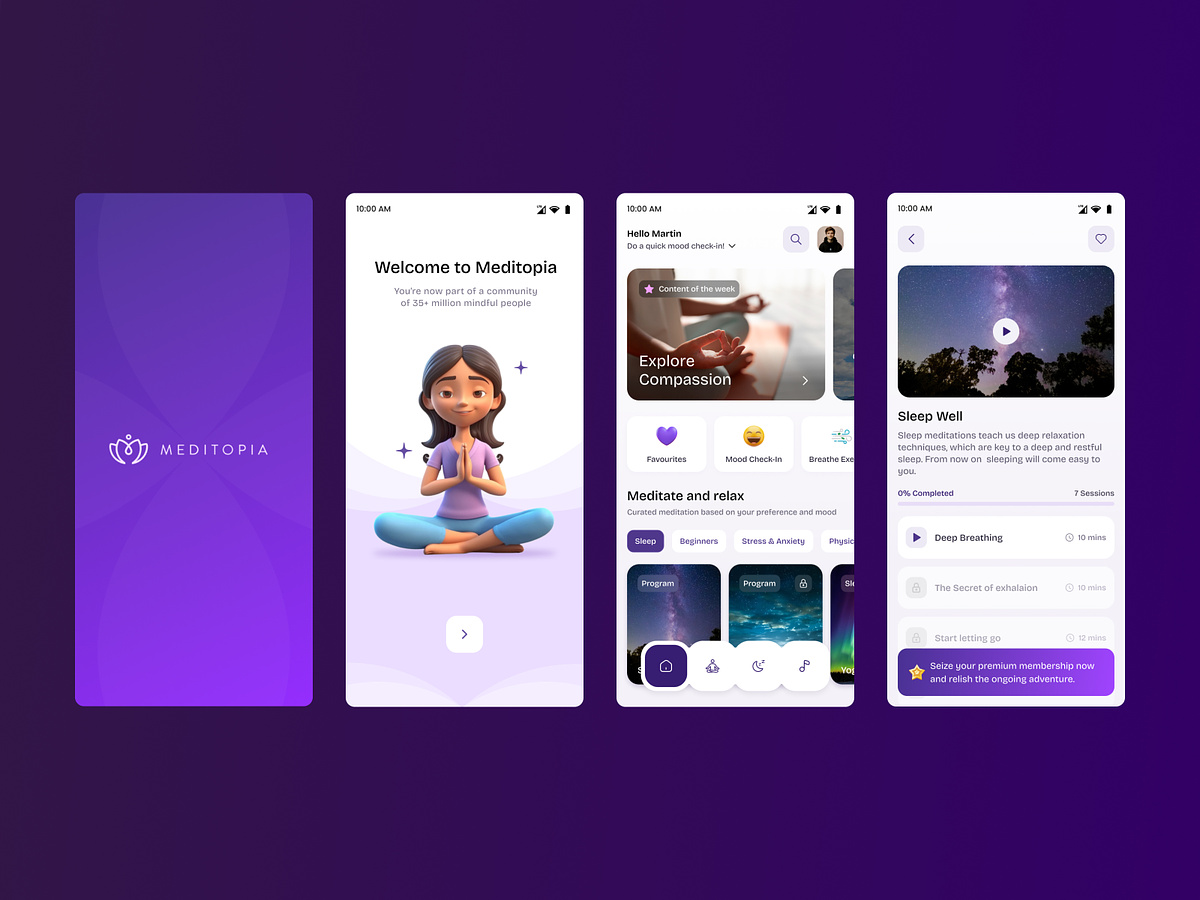 MEDITOPIA
10:00 AM
Welcome to Meditopia
You're now part of a community
of 35+ million mindful people
10:00 AM
Hello Martin
Do a quick mood check-in!
Content of the week
Explore
Compassion
Favourites
Mood Check-In
Breathe Exe
Meditate and relax
Curated meditation based on your preference and mood
Sleep
Beginners
Stress & Anxiety
Physic
Program
Program
Sle
S
Yog
10:00 AM
Sleep Well
Sleep meditations teach us deep relaxation
techniques, which are key to a deep and restful
sleep. From now on  sleeping will come easy to
you.
0% Completed
7 Sessions
Deep Breathing
10 mins
The Secret of exhalaion
10 mins
Start letting go
12 mins
Seize your premium membership now
and relish the ongoing adventure.